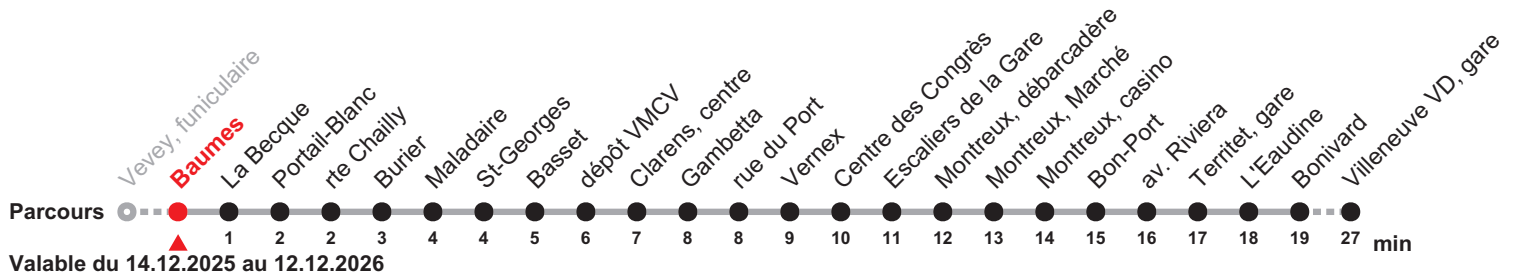 Vevey, funiculaire
Baumes
La Becque
Portail-Blanc
rte Chailly
Burier
Maladaire
St-Georges
Basset
dépôt VMCV
Clarens, centre
Gambetta
rue du Port
Vernex
Centre des Congrès
Escaliers de la Gare
Montreux, débarcadère
Montreux, Marché
Montreux, casino
Bon-Port
av. Riviera
Territet, gare
L'Eaudine
Bonivard
Villeneuve VD, gare
Parcours
1 2 2 3 4 4 5 6 7 8 8 9 10 11 12 13 14 15 16 17 18 19 27 min
Valable du 14.12.2025 au 12.12.2026